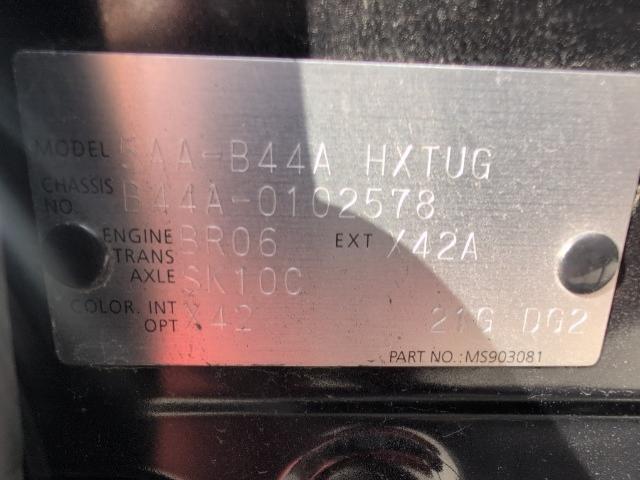 MODEL 5AA-B44A HXTUG
CHASSIS NO. B44A-0102578
ENGINE BR06 EXT X42A
TRANS AXLE SK10C
COLOR. INT X42 21G DG2
OPT
PART NO.:MS903081